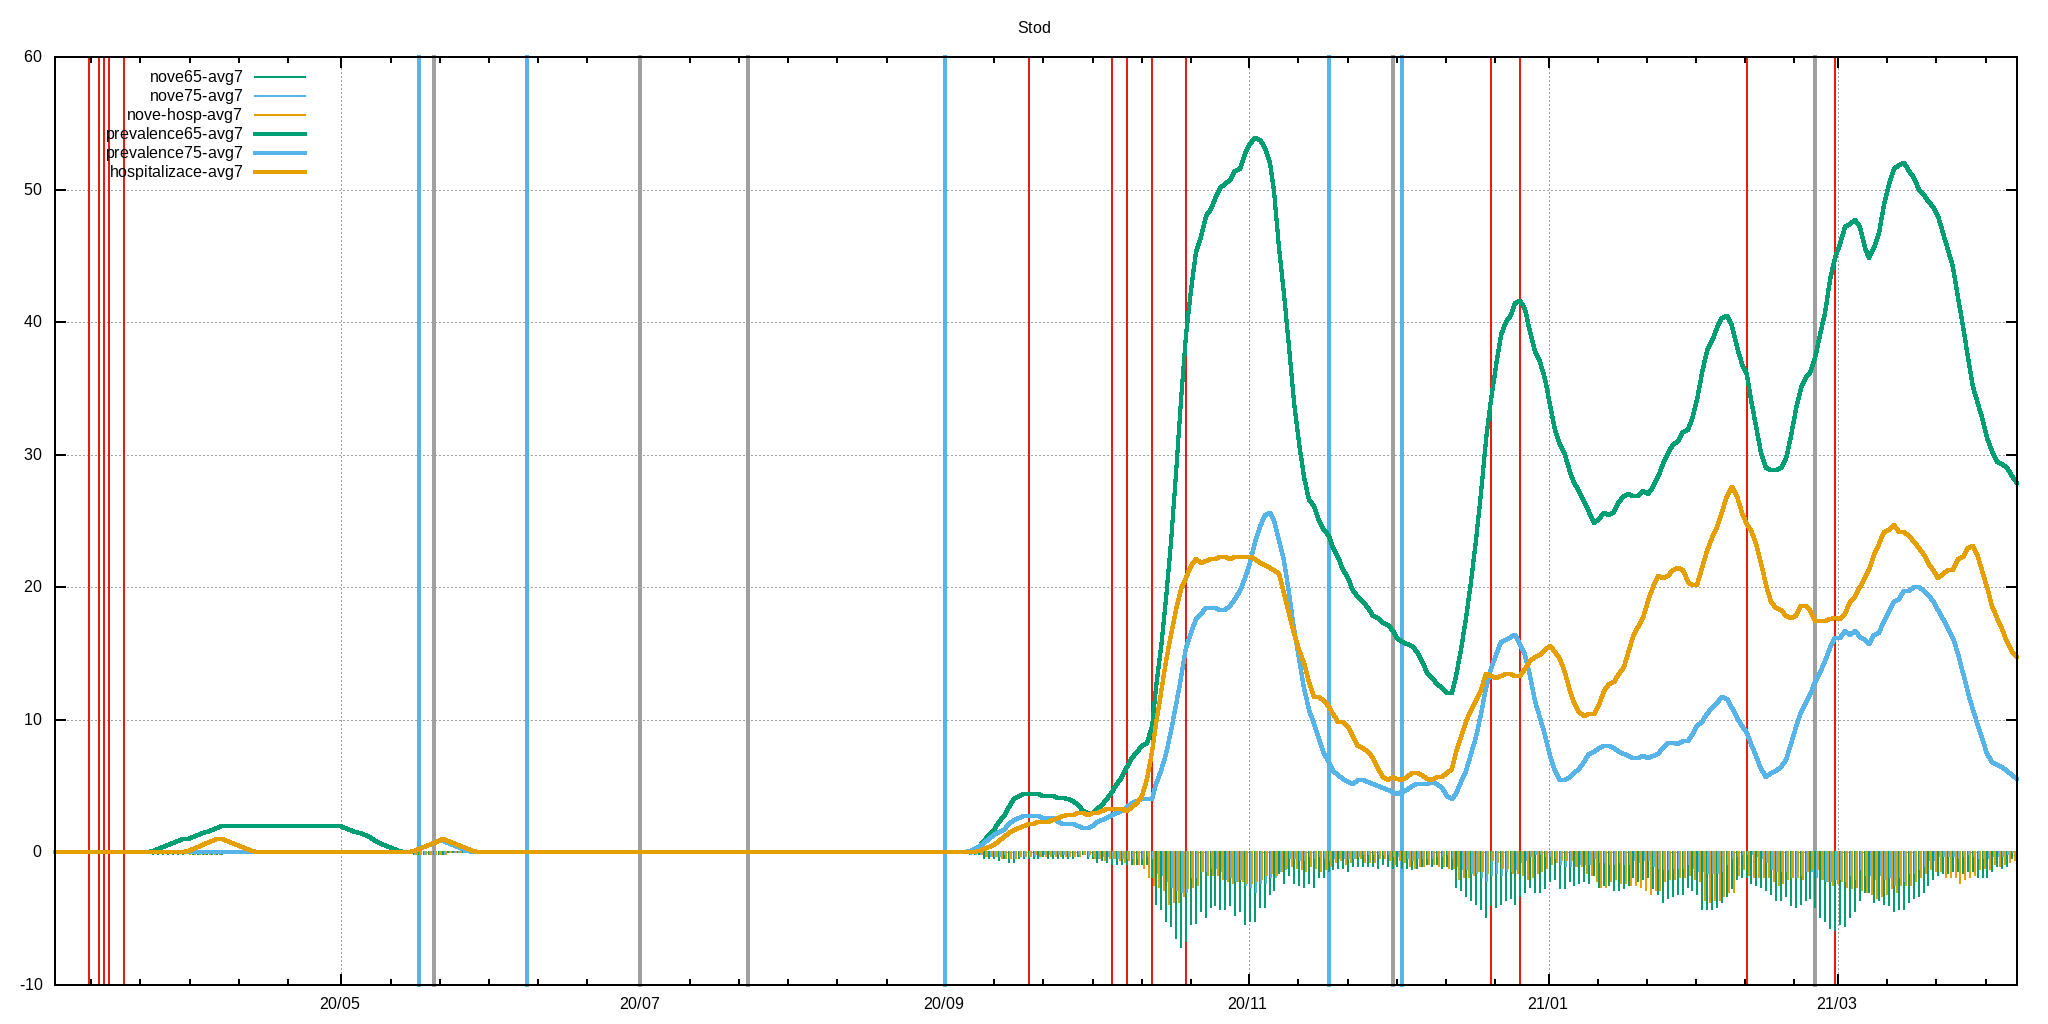 Stod
60
nove65-avg7
nove75-avg7
nove-hosp-avg7
prevalence65-avg7
prevalence75-avg7
hospitalizace-avg7
50
40
30
20
10
0
-10
20/05 20/07 20/09 20/11 21/01 21/03